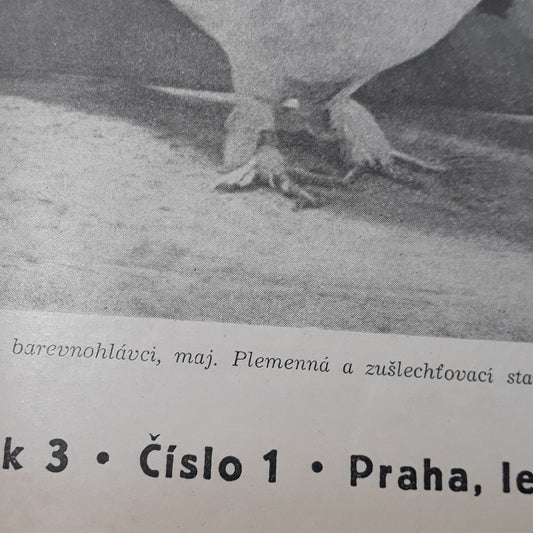 barevnohlávci, maj. Plemenná a zušlechťovací sta
k 3 • Číslo 1 • Praha, le